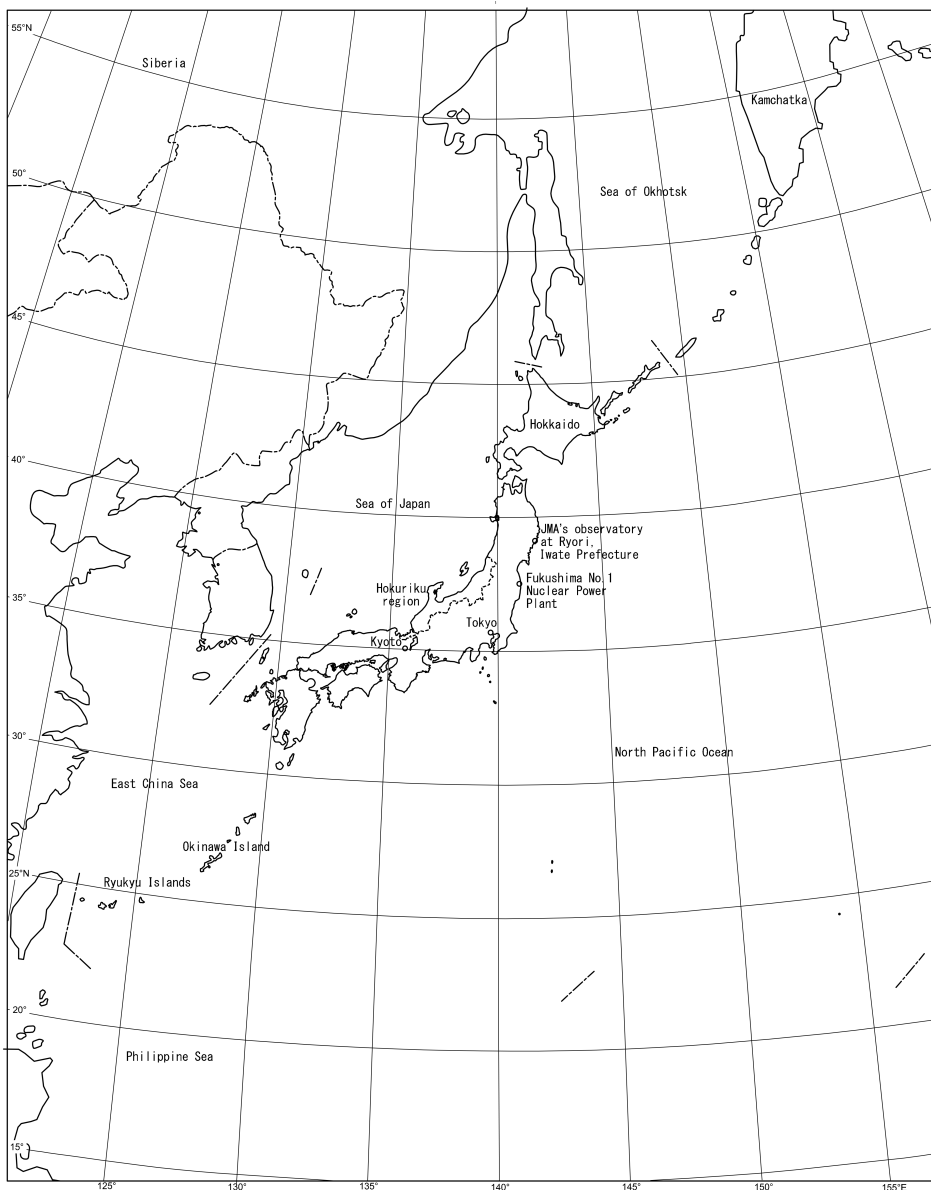 55°N
Siberia
Kamchatka
50°
Sea of Okhotsk
45°
Hokkaido
40°
Sea of Japan
JMA's observatory
at Ryori,
Iwate Prefecture
Hokuriku
region
Fukushima No.1
Nuclear Power
Plant
35°
Tokyo
Kyoto
30°
North Pacific Ocean
East China Sea
Okinawa Island
25°N
Ryukyu Islands
20°
Philippine Sea
15°
125°
130°
135°
140°
145°
150°
155°E